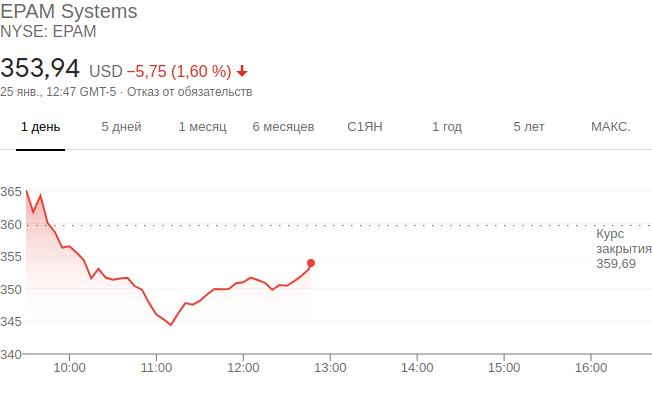 EPAM Systems
NYSE: EPAM
353,94 USD −5,75 (1,60 %)
25 янв., 12:47 GMT-5 · Отказ от обязательств
1 день 5 дней 1 месяц 6 месяцев С1ЯН 1 год 5 лет МАКС.
365
360
Курс
закрытия
355
359,69
350
345
340
10:00 11:00 12:00 13:00 14:00 15:00 16:00